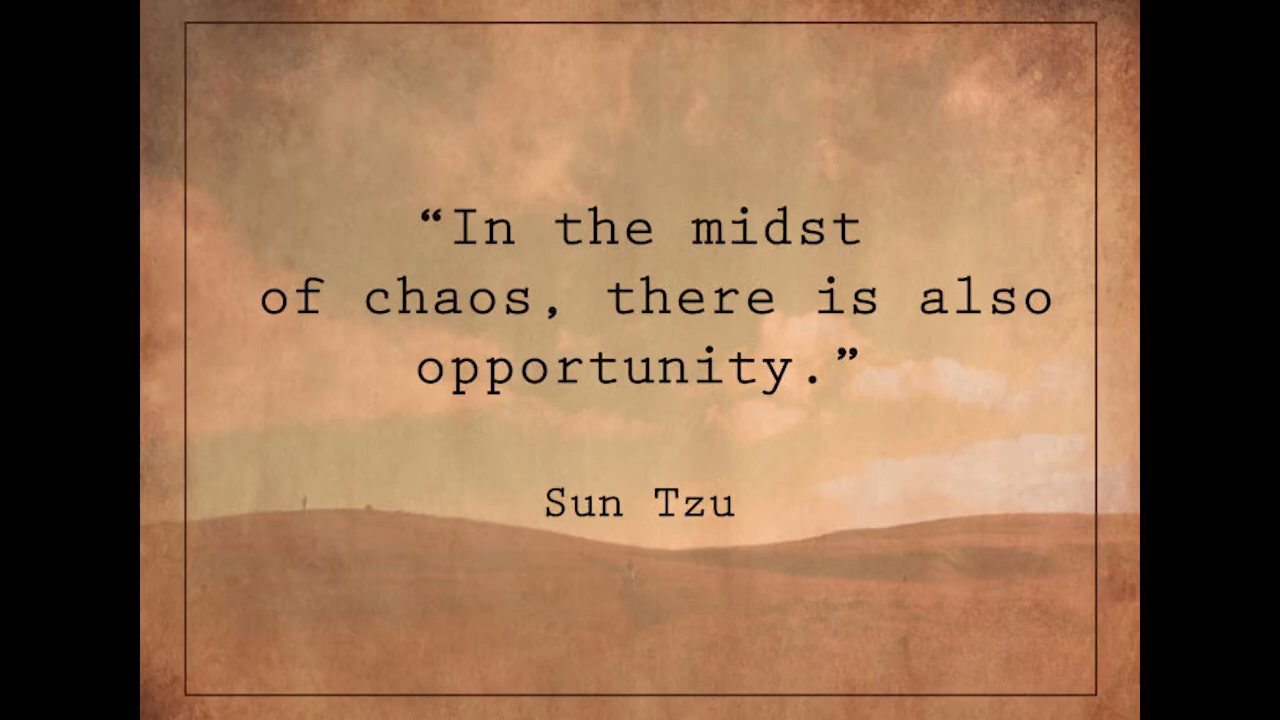 “In the midst
of chaos, there is also
opportunity.”
Sun Tzu